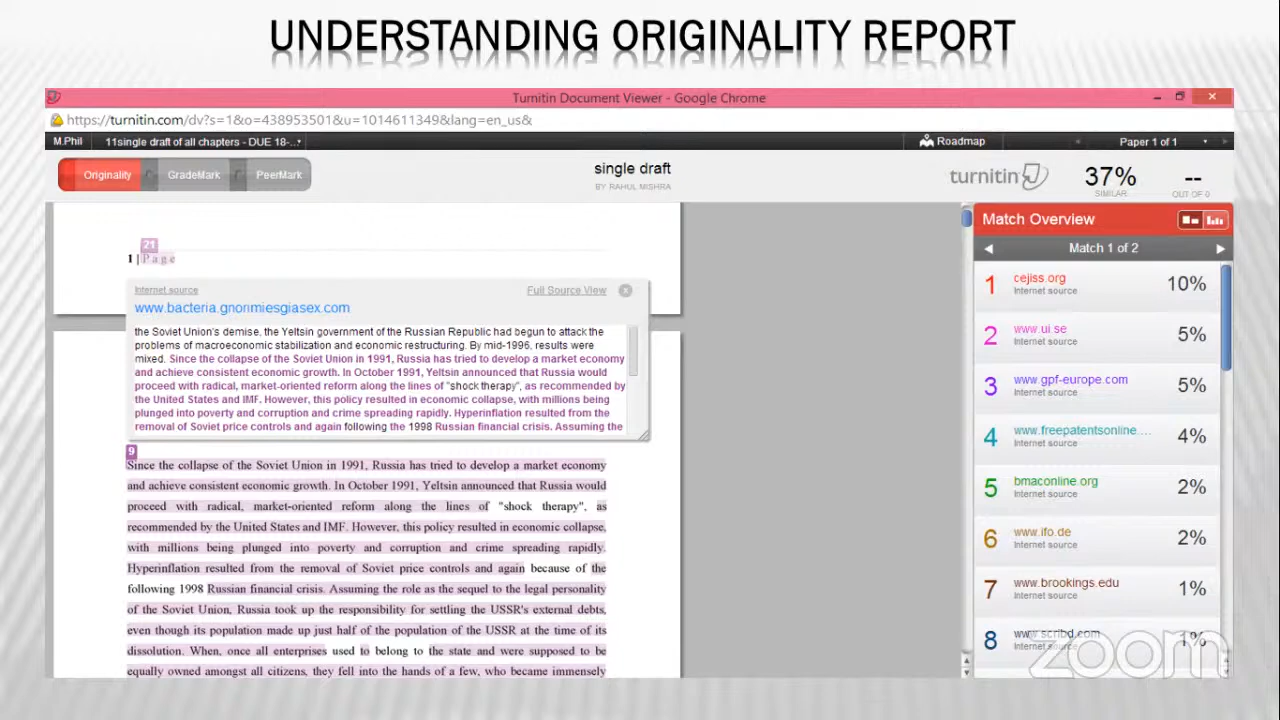 UNDERSTANDING ORIGINALITY REPORT
Turnitin Document Viewer - Google Chrome
https://turnitin.com/dv?s=1&o=438953501&u=1014611349&lang=en_us&
M.Phil 11single draft of all chapters - DUE 18-... Roadmap Paper 1 of 1
Originality GradeMark PeerMark
single draft
BY RAHUL MISHRA
turnitin
37%
SIMILAR
--
OUT OF 0
21
1 | Page
Internet source Full Source View
www.bacteria.gnorimiesgiasex.com
the Soviet Union's demise, the Yeltsin government of the Russian Republic had begun to attack the
problems of macroeconomic stabilization and economic restructuring. By mid-1996, results were
mixed. Since the collapse of the Soviet Union in 1991, Russia has tried to develop a market economy
and achieve consistent economic growth. In October 1991, Yeltsin announced that Russia would
proceed with radical, market-oriented reform along the lines of "shock therapy", as recommended by
the United States and IMF. However, this policy resulted in economic collapse, with millions being
plunged into poverty and corruption and crime spreading rapidly. Hyperinflation resulted from the
removal of Soviet price controls and again following the 1998 Russian financial crisis. Assuming the
9
Since the collapse of the Soviet Union in 1991, Russia has tried to develop a market economy
and achieve consistent economic growth. In October 1991, Yeltsin announced that Russia would
proceed with radical, market-oriented reform along the lines of "shock therapy", as
recommended by the United States and IMF. However, this policy resulted in economic collapse,
with millions being plunged into poverty and corruption and crime spreading rapidly.
Hyperinflation resulted from the removal of Soviet price controls and again because of the
following 1998 Russian financial crisis. Assuming the role as the sequel to the legal personality
of the Soviet Union, Russia took up the responsibility for settling the USSR's external debts,
even though its population made up just half of the population of the USSR at the time of its
dissolution. When, once all enterprises used to belong to the state and were supposed to be
equally owned amongst all citizens, they fell into the hands of a few, who became immensely
Match Overview
Match 1 of 2
1 cejiss.org 10%
Internet source
2 www.ui.se 5%
Internet source
3 www.gpf-europe.com 5%
Internet source
4 www.freepatentsonline.... 4%
Internet source
5 bmaconline.org 2%
Internet source
6 www.ifo.de 2%
Internet source
7 www.brookings.edu 1%
Internet source
8 www.scribd.com 1%
Internet source
zoom